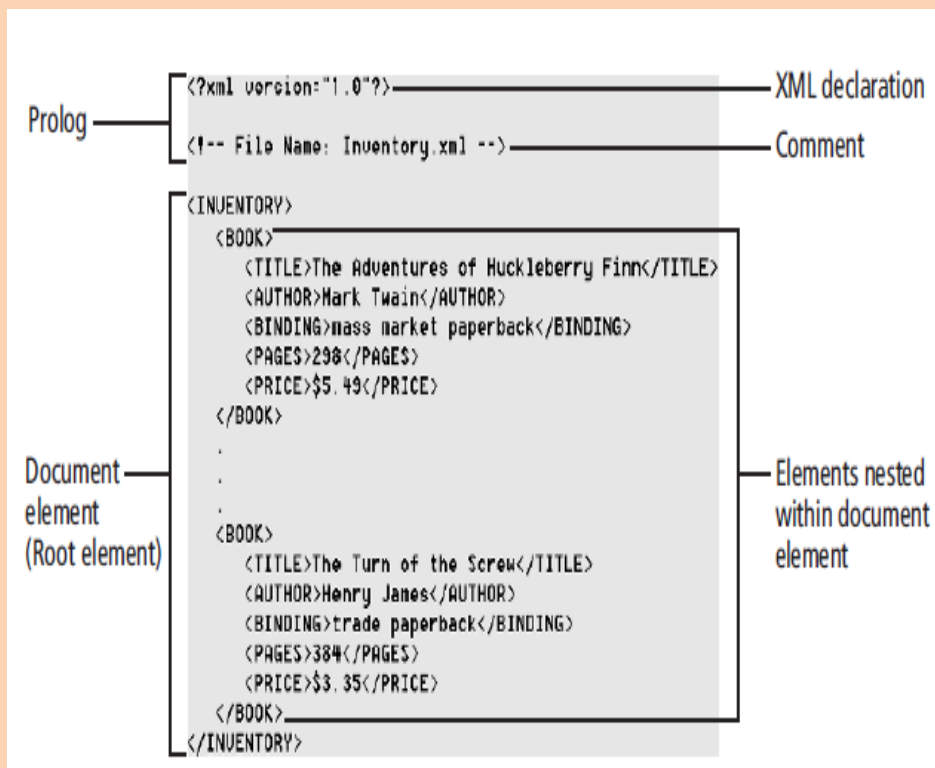 Prolog
<?xml version="1.0"?>
XML declaration
<!-- File Name: Inventory.xml -->
Comment
Document
element
(Root element)
<INVENTORY>
<BOOK>
<TITLE>The Adventures of Huckleberry Finn</TITLE>
<AUTHOR>Mark Twain</AUTHOR>
<BINDING>mass market paperback</BINDING>
<PAGES>298</PAGES>
<PRICE>$5.49</PRICE>
</BOOK>
.
.
.
<BOOK>
<TITLE>The Turn of the Screw</TITLE>
<AUTHOR>Henry James</AUTHOR>
<BINDING>trade paperback</BINDING>
<PAGES>384</PAGES>
<PRICE>$3.35</PRICE>
</BOOK>
</INVENTORY>
Elements nested
within document
element